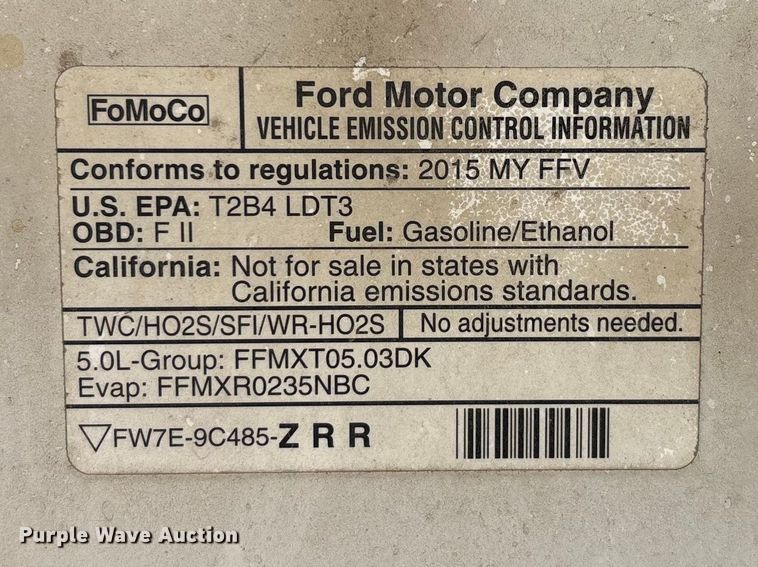 FoMoCo
Ford Motor Company
VEHICLE EMISSION CONTROL INFORMATION
Conforms to regulations: 2015 MY FFV
U.S. EPA: T2B4 LDT3
OBD: F II Fuel: Gasoline/Ethanol
California: Not for sale in states with
California emissions standards.
TWC/HO2S/SFI/WR-HO2S No adjustments needed.
5.0L-Group: FFMXT05.03DK
Evap: FFMXR0235NBC
▽FW7E-9C485-Z R R
Purple Wave Auction